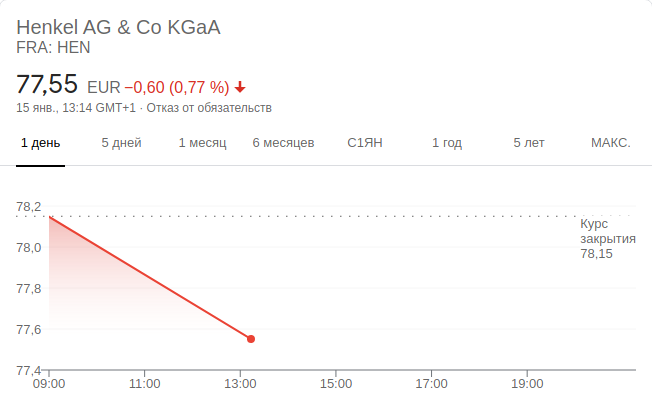 Henkel AG & Co KGaA
FRA: HEN
77,55 EUR −0,60 (0,77 %)
15 янв., 13:14 GMT+1 · Отказ от обязательств
1 день 5 дней 1 месяц 6 месяцев С1ЯН 1 год 5 лет МАКС.
78,2
Курс
закрытия
78,15
78,0
77,8
77,6
77,4
09:00 11:00 13:00 15:00 17:00 19:00